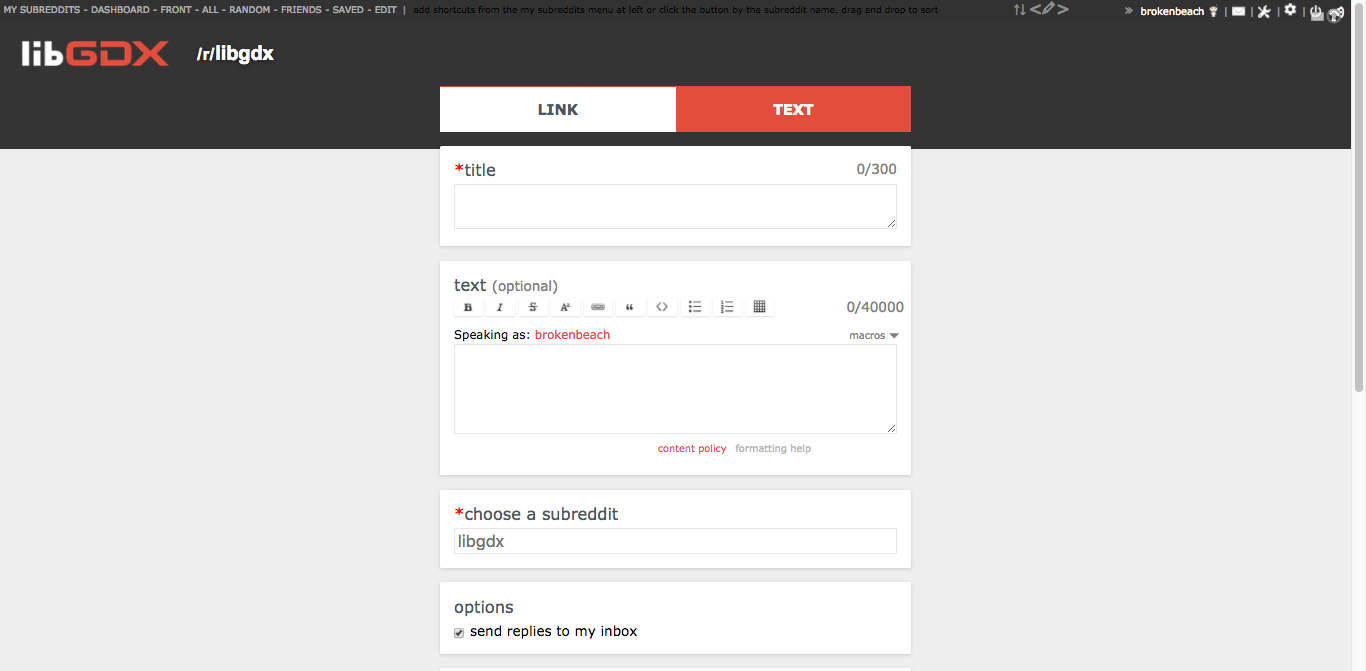 MY SUBREDDITS - DASHBOARD - FRONT - ALL - RANDOM - FRIENDS - SAVED - EDIT | add shortcuts from the my subreddits menu at left or click the button by the subreddit name, drag and drop to sort
» brokenbeach | | | |
libGDX /r/libgdx
LINK TEXT
*title 0/300
text (optional)
B I S A² “ <> 0/40000
Speaking as: brokenbeach macros
content policy formatting help
*choose a subreddit
libgdx
options
send replies to my inbox